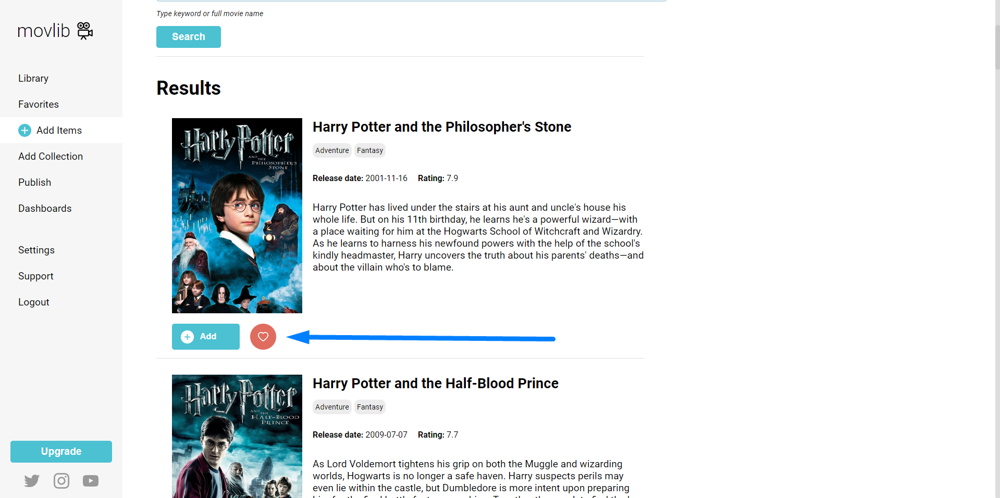 movlib
Library
Favorites
Add Items
Add Collection
Publish
Dashboards
Settings
Support
Logout
Upgrade
Type keyword or full movie name
Search
Results
Harry Potter
AND THE
PHILOSOPHER'S
STONE
Harry Potter and the Philosopher's Stone
Adventure Fantasy
Release date: 2001-11-16 Rating: 7.9
Harry Potter has lived under the stairs at his aunt and uncle's house his
whole life. But on his 11th birthday, he learns he's a powerful wizard—with
a place waiting for him at the Hogwarts School of Witchcraft and Wizardry.
As he learns to harness his newfound powers with the help of the school's
kindly headmaster, Harry uncovers the truth about his parents' deaths—and
about the villain who's to blame.
Add
Harry Potter
AND THE
HALF-BLOOD
PRINCE
Harry Potter and the Half-Blood Prince
Adventure Fantasy
Release date: 2009-07-07 Rating: 7.7
As Lord Voldemort tightens his grip on both the Muggle and wizarding
worlds, Hogwarts is no longer a safe haven. Harry suspects perils may
even lie within the castle, but Dumbledore is more intent upon preparing